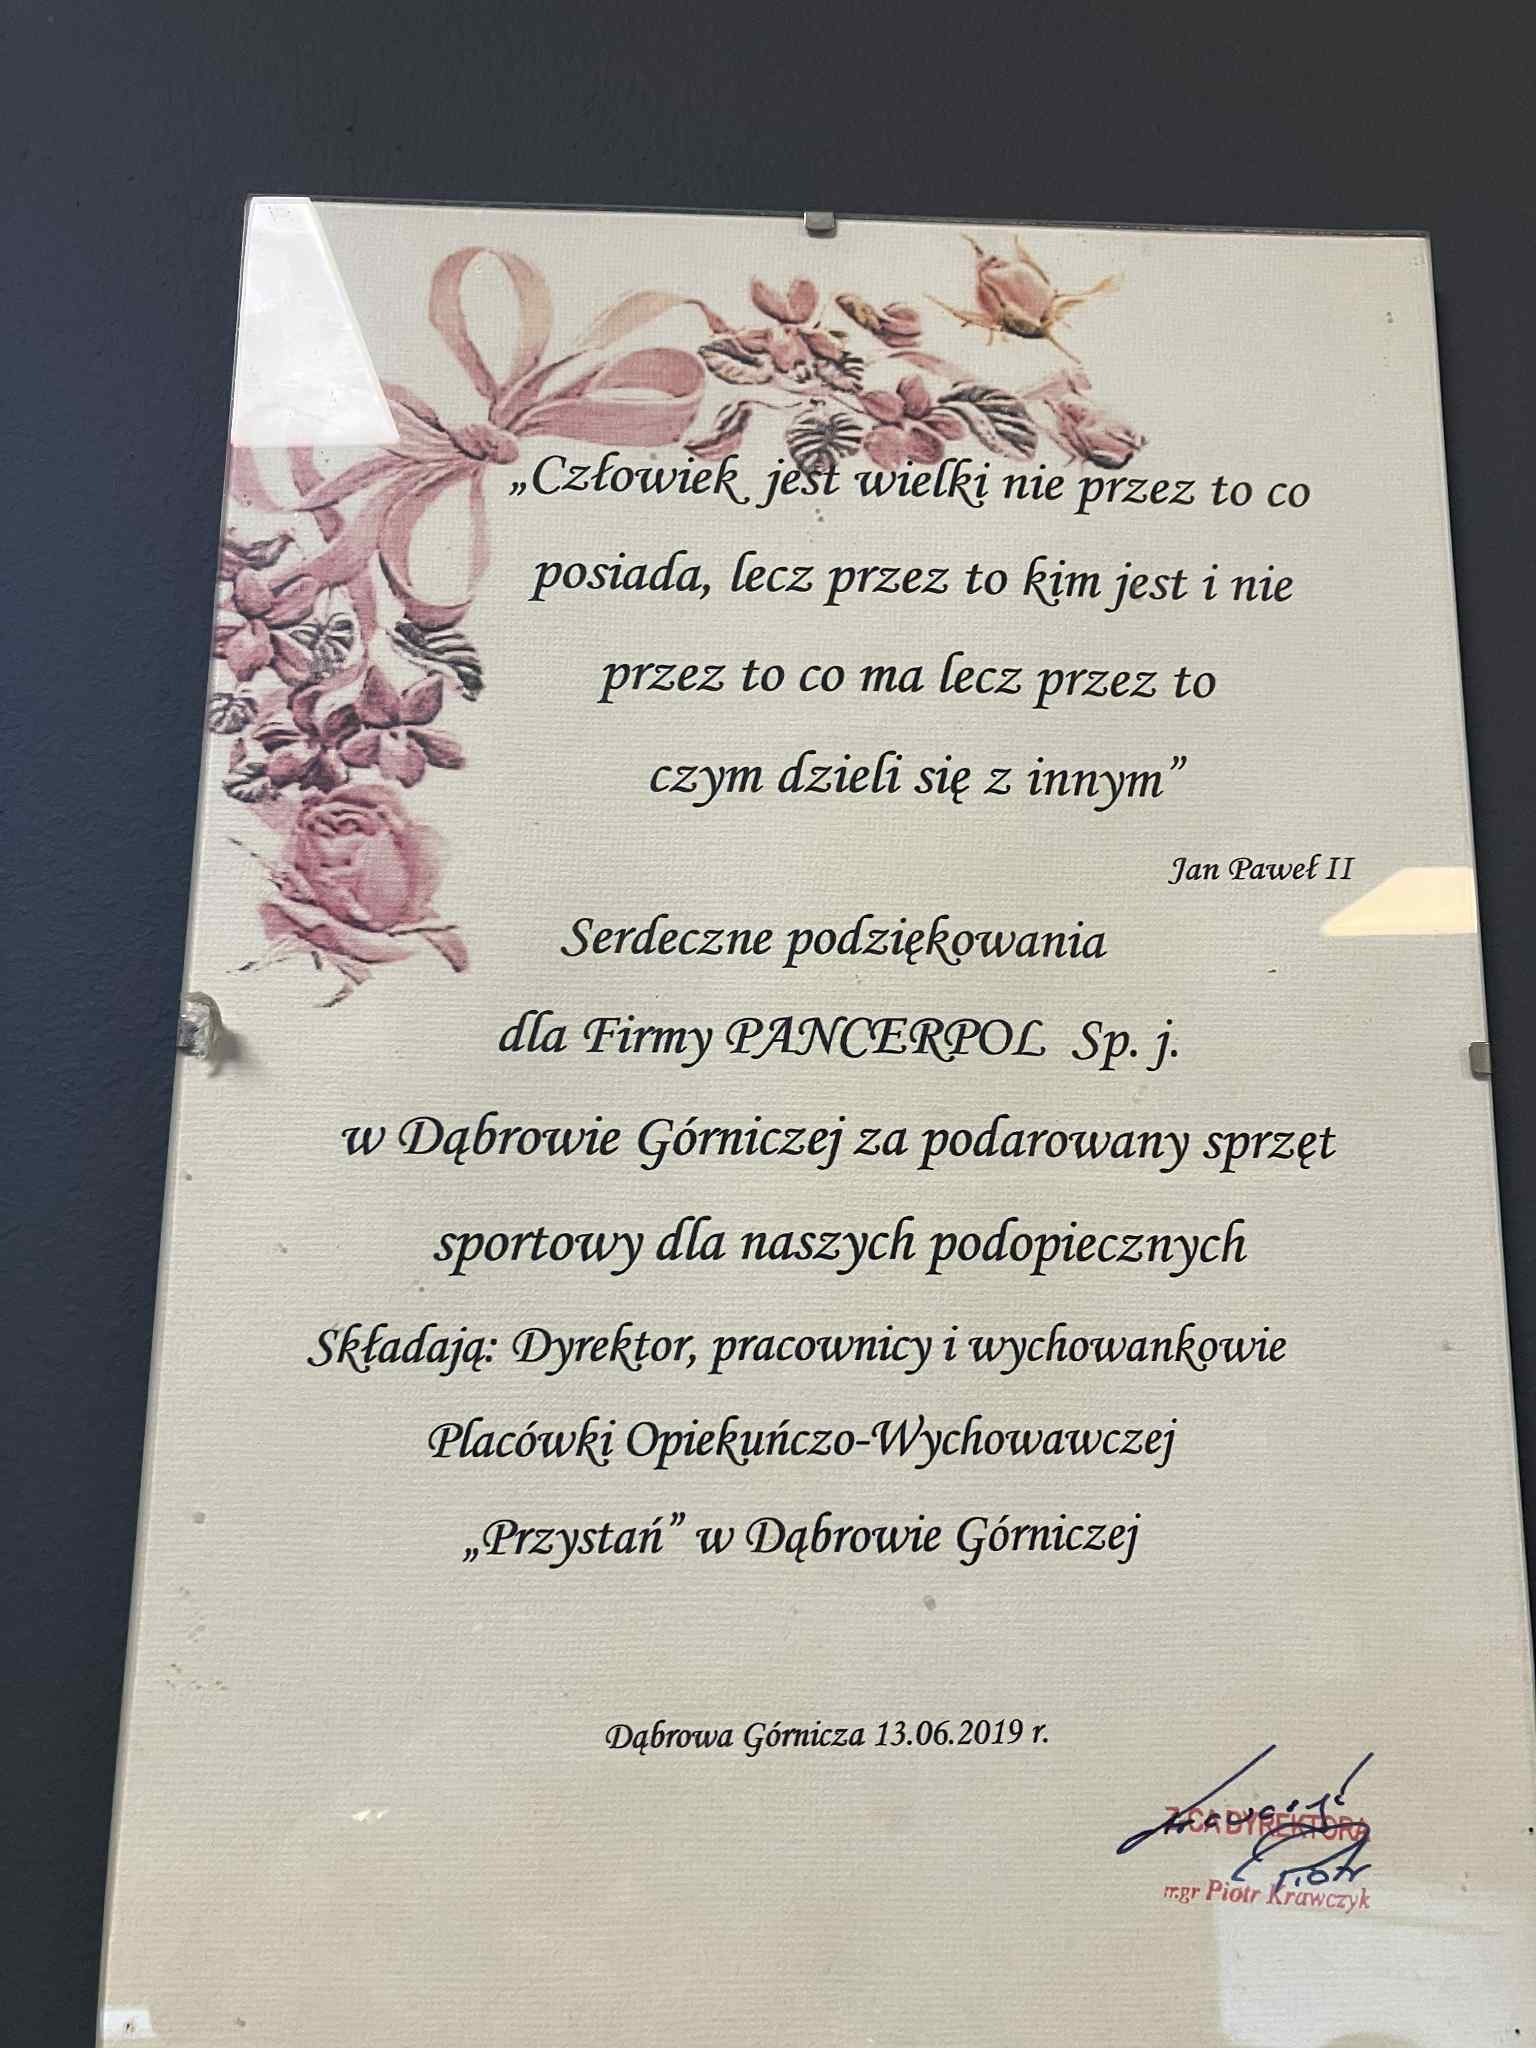 „Człowiek jest wielki nie przez to co
posiada, lecz przez to kim jest i nie
przez to co ma lecz przez to
czym dzieli się z innym”
Jan Paweł II
Serdeczne podziękowania
dla Firmy PANCERPOL Sp. j.
w Dąbrowie Górniczej za podarowany sprzęt
sportowy dla naszych podopiecznych
Składają: Dyrektor, pracownicy i wychowankowie
Placówki Opiekuńczo-Wychowawczej
„Przystań” w Dąbrowie Górniczej
Dąbrowa Górnicza 13.06.2019 r.
Z-CA DYREKTORA
Piotr
mgr Piotr Krawczyk